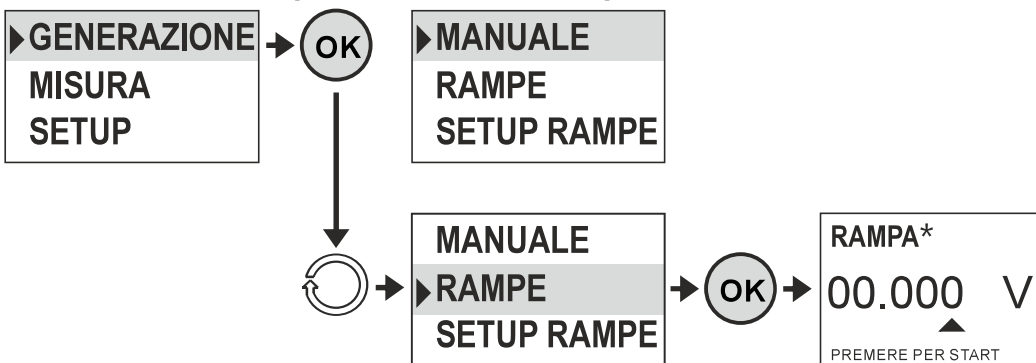 GENERAZIONE
MISURA
SETUP
OK
MANUALE
RAMPE
SETUP RAMPE
MANUALE
RAMPE
SETUP RAMPE
OK
RAMPA*
00.000 V
PREMERE PER START